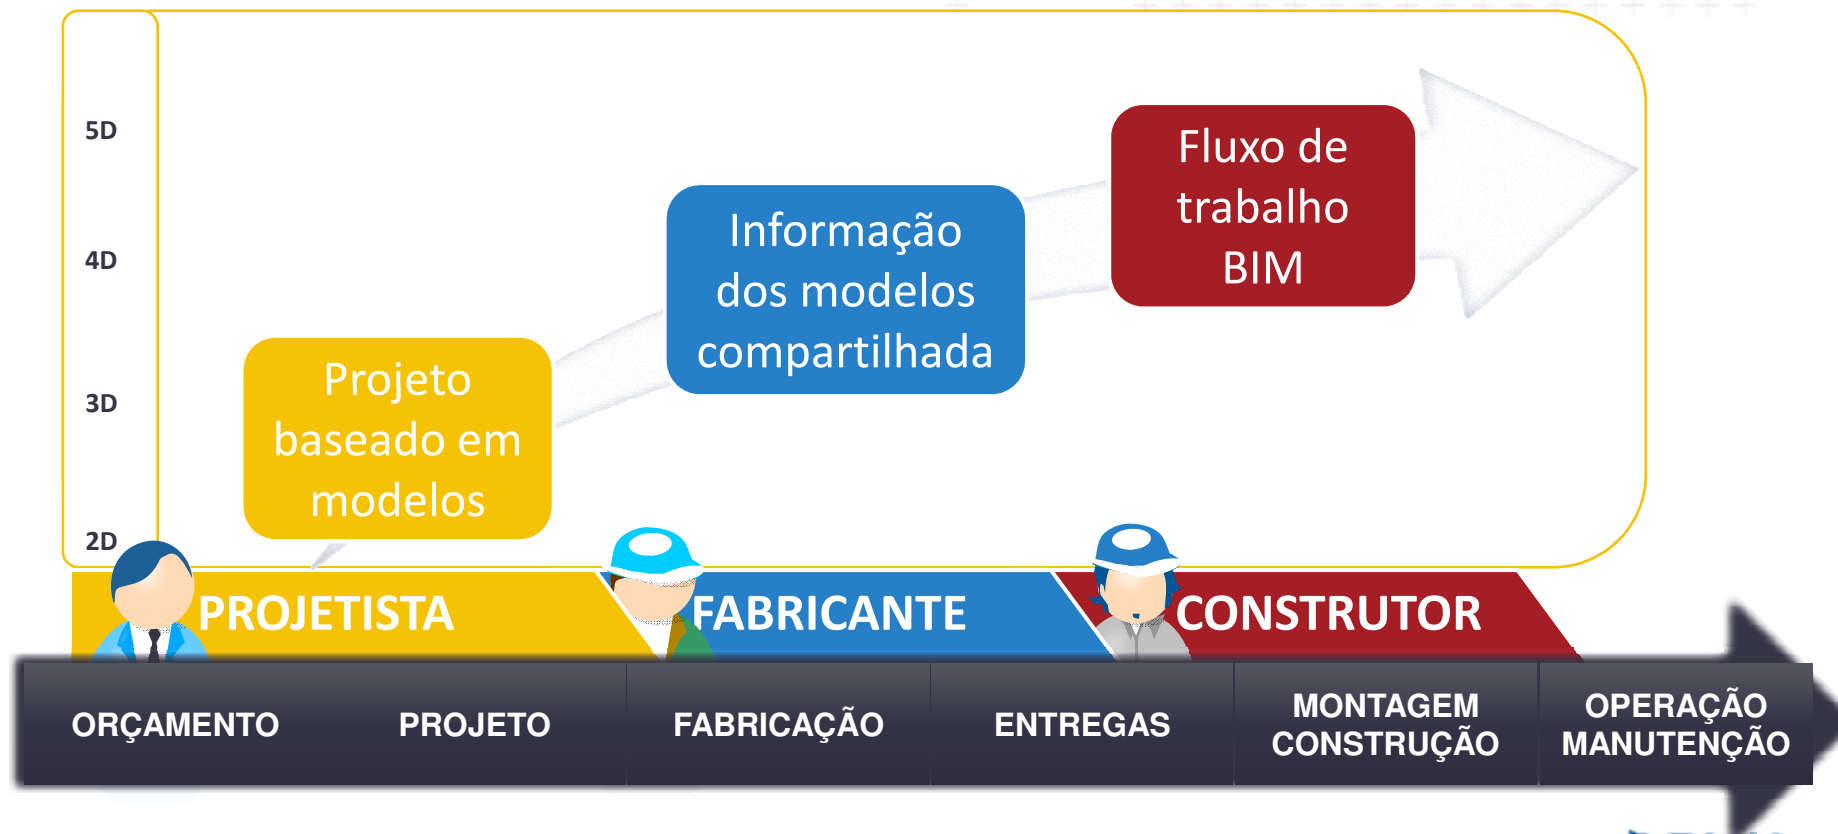 5D
4D
3D
2D
Projeto
baseado em
modelos
Informação
dos modelos
compartilhada
Fluxo de
trabalho
BIM
PROJETISTA
FABRICANTE
CONSTRUTOR
ORÇAMENTO
PROJETO
FABRICAÇÃO
ENTREGAS
MONTAGEM
CONSTRUÇÃO
OPERAÇÃO
MANUTENÇÃO